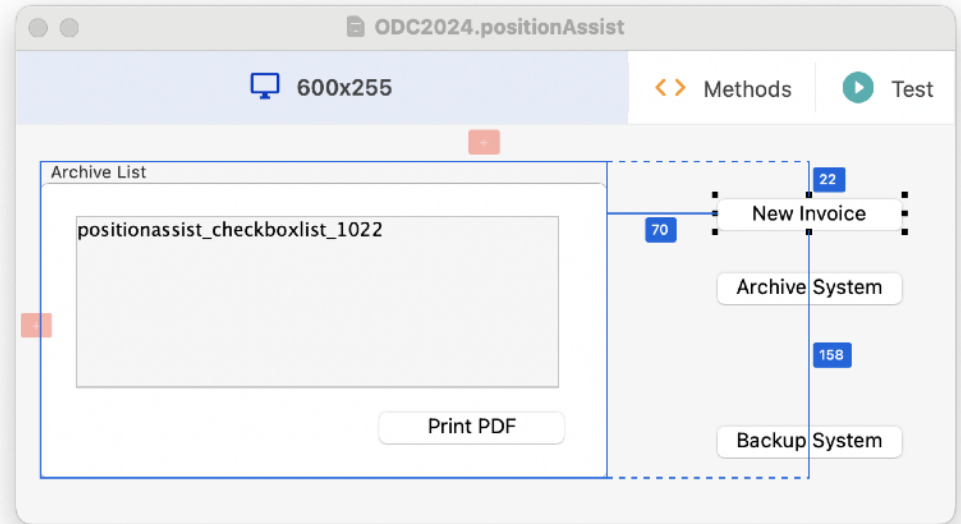 ODC2024.positionAssist
600x255
Methods
Test
+
Archive List
22
New Invoice
positionassist_checkboxlist_1022
70
Archive System
+
158
Print PDF
Backup System